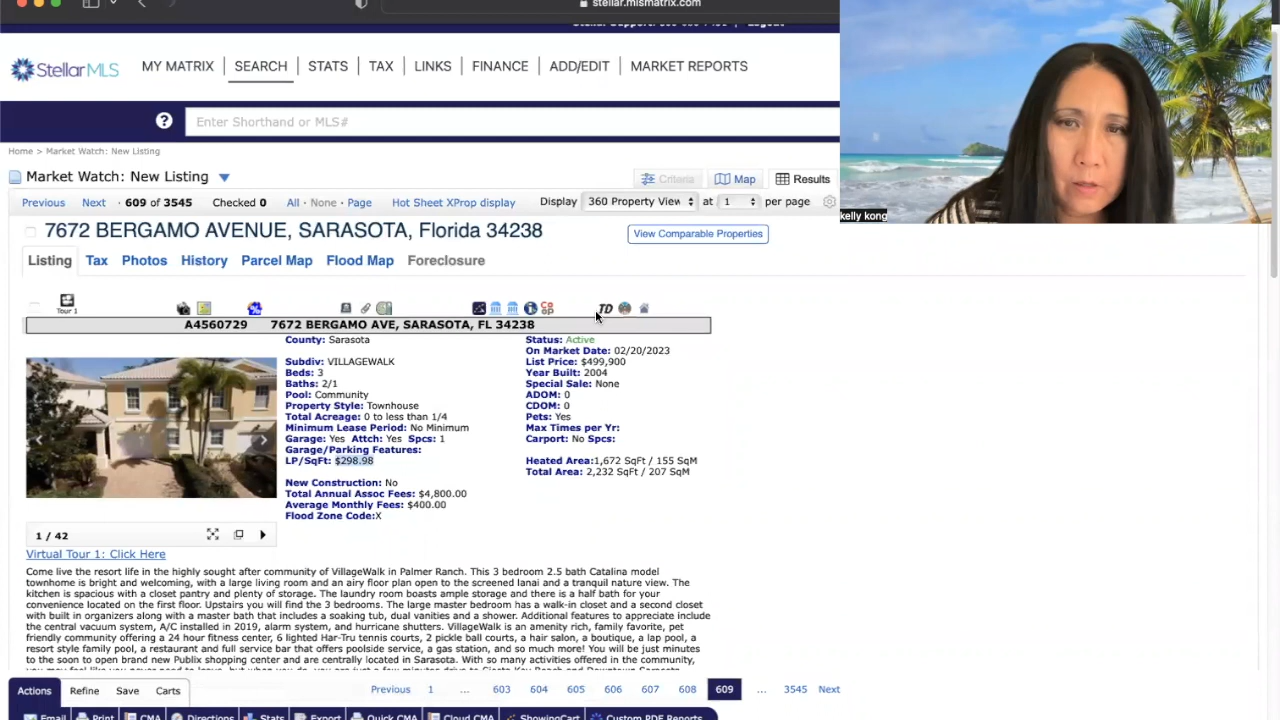 stellar.mlsmatrix.com
StellarMLS
MY MATRIX SEARCH STATS TAX LINKS FINANCE ADD/EDIT MARKET REPORTS
? Enter Shorthand or MLS#
Home > Market Watch: New Listing
Market Watch: New Listing
Criteria Map Results
Previous Next · 609 of 3545 Checked 0 All · None · Page Hot Sheet XProp display Display 360 Property View at 1 per page
kelly kong
7672 BERGAMO AVENUE, SARASOTA, Florida 34238
View Comparable Properties
Listing Tax Photos History Parcel Map Flood Map Foreclosure
Tour 1
TD
A4560729 7672 BERGAMO AVE, SARASOTA, FL 34238
County: Sarasota
Subdiv: VILLAGEWALK
Beds: 3
Baths: 2/1
Pool: Community
Property Style: Townhouse
Total Acreage: 0 to less than 1/4
Minimum Lease Period: No Minimum
Garage: Yes Attch: Yes Spcs: 1
Garage/Parking Features:
LP/SqFt: $298.98
New Construction: No
Total Annual Assoc Fees: $4,800.00
Average Monthly Fees: $400.00
Flood Zone Code:X
Status: Active
On Market Date: 02/20/2023
List Price: $499,900
Year Built: 2004
Special Sale: None
ADOM: 0
CDOM: 0
Pets: Yes
Max Times per Yr:
Carport: No Spcs:
Heated Area:1,672 SqFt / 155 SqM
Total Area: 2,232 SqFt / 207 SqM
1 / 42
Virtual Tour 1: Click Here
Come live the resort life in the highly sought after community of VillageWalk in Palmer Ranch. This 3 bedroom 2.5 bath Catalina model
townhome is bright and welcoming, with a large living room and an airy floor plan open to the screened lanai and a tranquil nature view. The
kitchen is spacious with a closet pantry and plenty of storage. The laundry room boasts ample storage and there is a half bath for your
convenience located on the first floor. Upstairs you will find the 3 bedrooms. The large master bedroom has a walk-in closet and a second closet
with built in organizers along with a master bath that includes a soaking tub, dual vanities and a shower. Additional features to appreciate include
the central vacuum system, A/C installed in 2019, alarm system, and hurricane shutters. VillageWalk is an amenity rich, family favorite, pet
friendly community offering a 24 hour fitness center, 6 lighted Har-Tru tennis courts, 2 pickle ball courts, a hair salon, a boutique, a lap pool, a
resort style family pool, a restaurant and full service bar that offers poolside service, a gas station, and so much more! You will be just minutes
to the soon to open brand new Publix shopping center and are centrally located in Sarasota. With so many activities offered in the community,
Actions Refine Save Carts
Previous 1 ... 603 604 605 606 607 608 609 ... 3545 Next
Email Print CMA Directions Stats Export Quick CMA Cloud CMA ShowingCart Custom PDF Reports